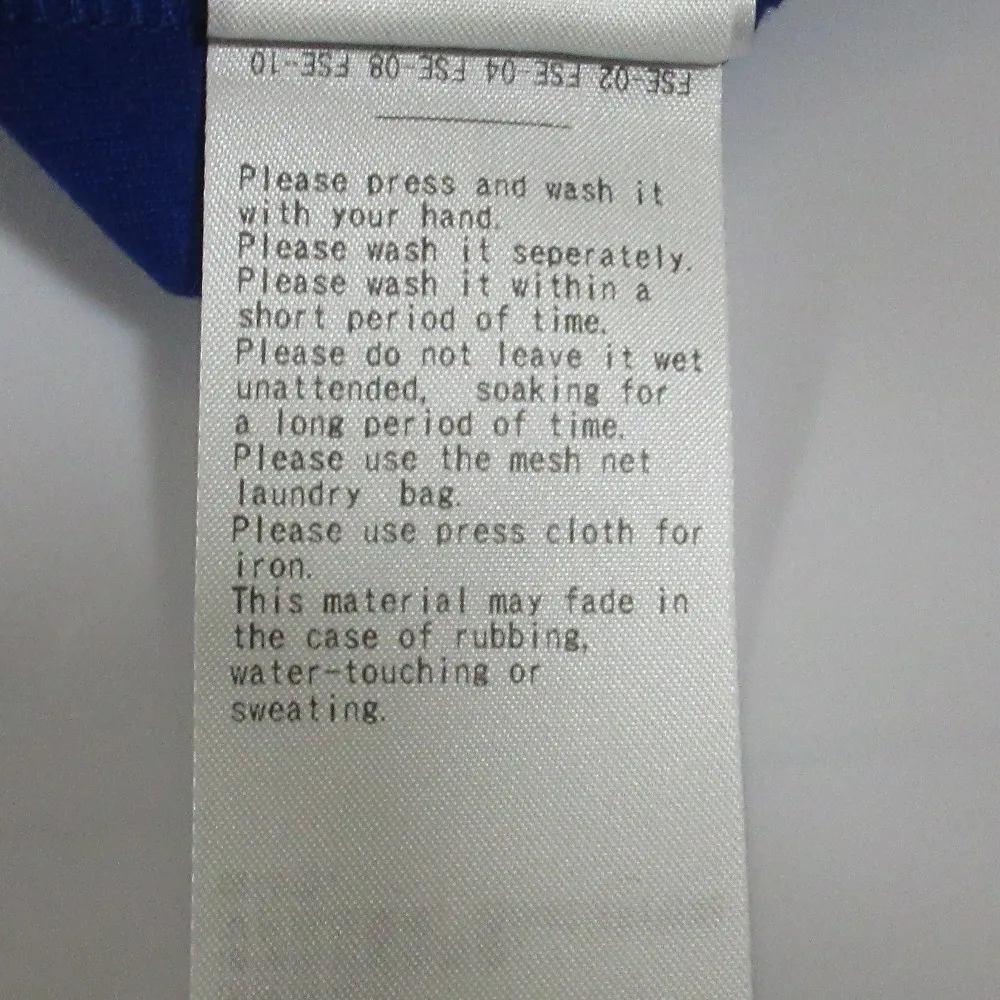 FSE-02 FSE-04 FSE-08 FSE-10
Please press and wash it
with your hand.
Please wash it seperately.
Please wash it within a
short period of time.
Please do not leave it wet
unattended, soaking for
a long period of time.
Please use the mesh net
laundry bag.
Please use press cloth for
iron.
This material may fade in
the case of rubbing,
water-touching or
sweating.